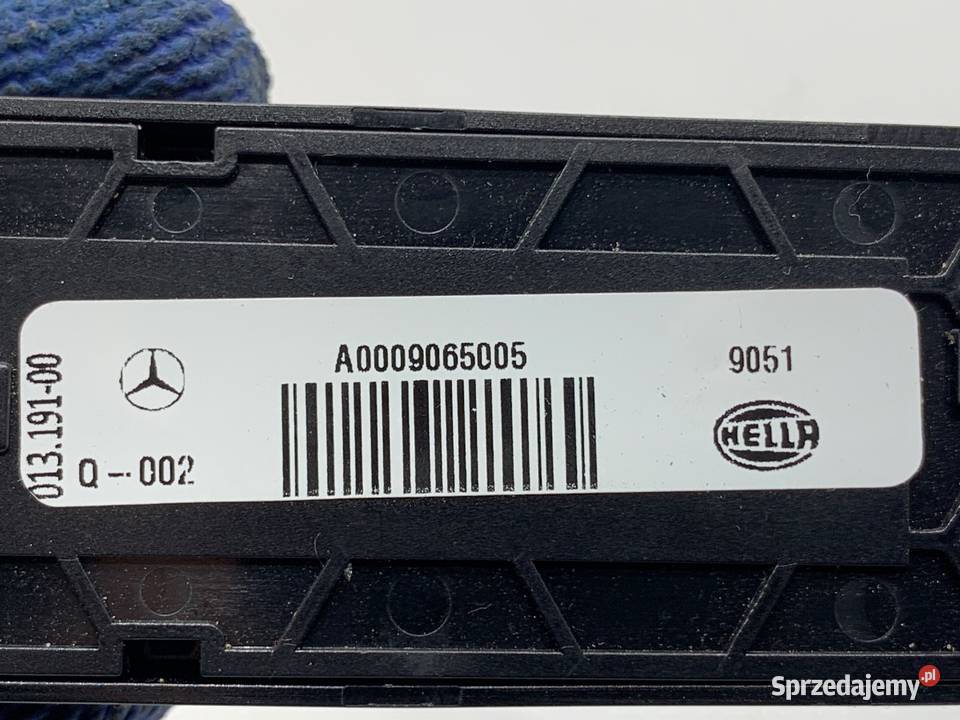 013.191-00
A0009065005
9051
HELLA
Q--002
Sprzedajemy.pl